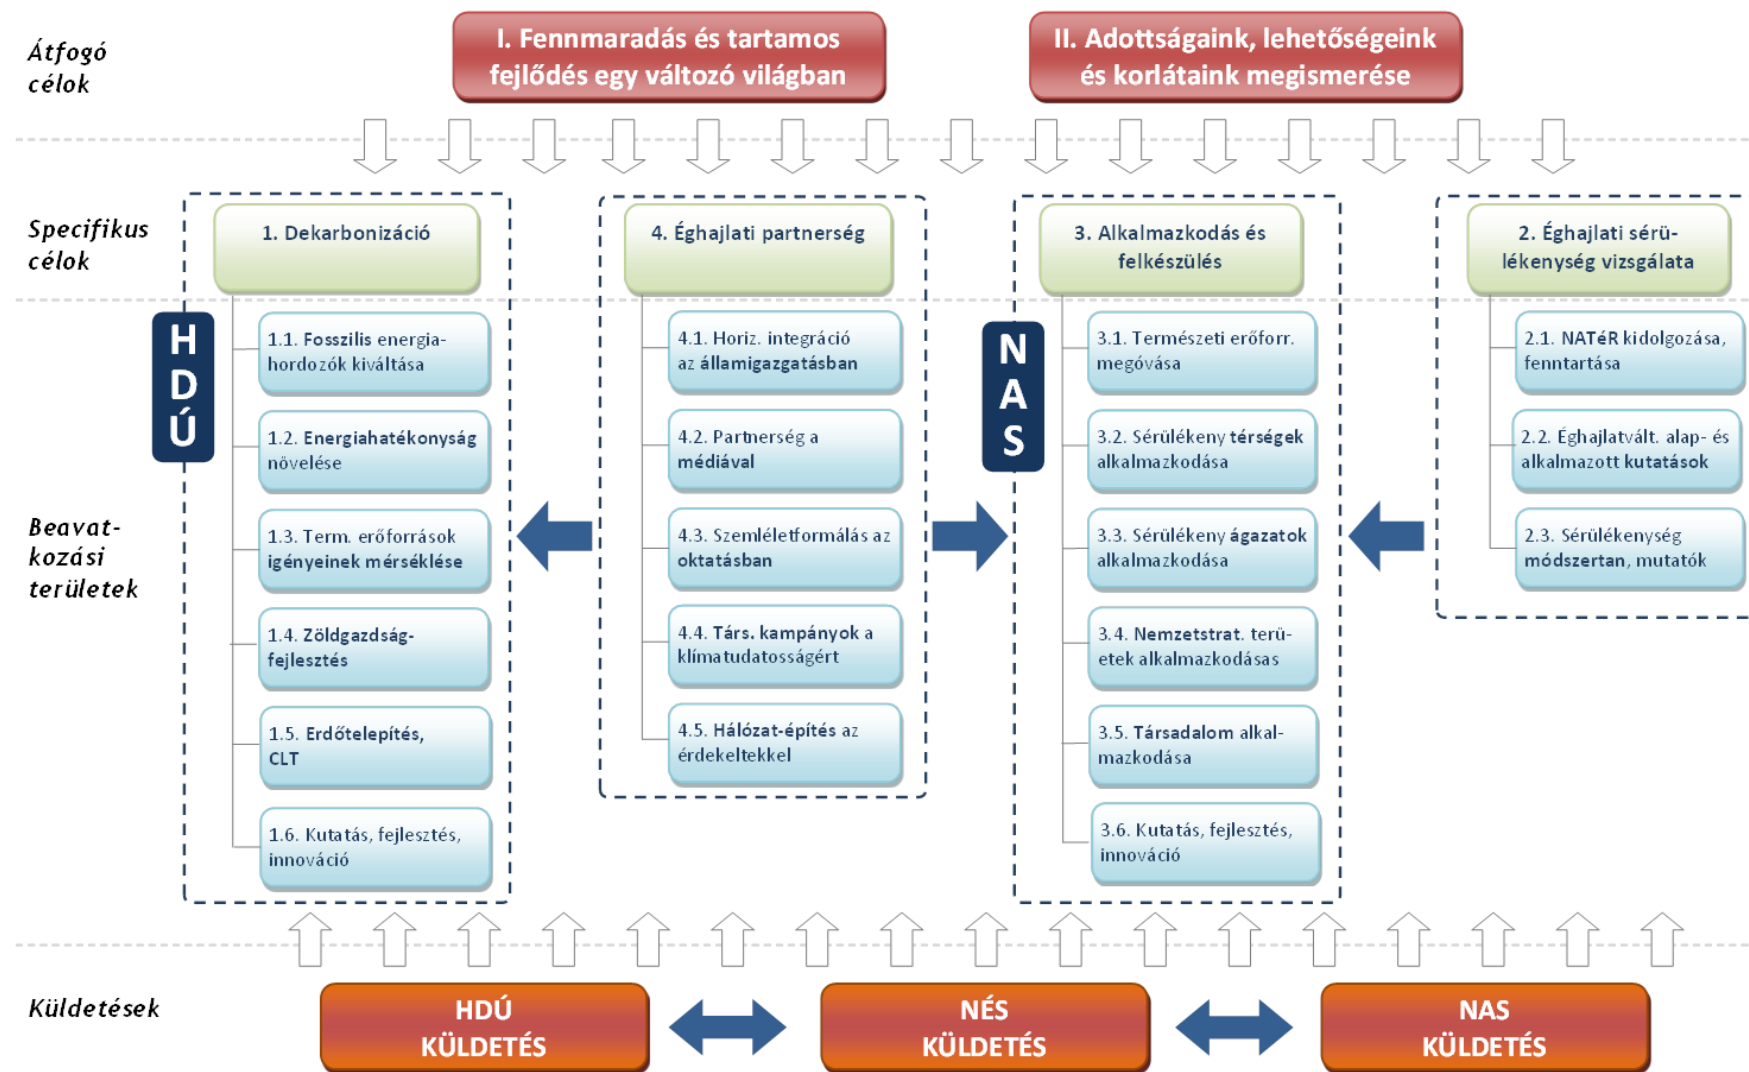 Átfogó
célok
I. Fennmaradás és tartamos
fejlődés egy változó világban
II. Adottságaink, lehetőségeink
és korlátaink megismerése
Specifikus
célok
1. Dekarbonizáció
4. Éghajlati partnerség
3. Alkalmazkodás és
felkészülés
2. Éghajlati sérü-
lékenység vizsgálata
Beavat-
kozási
területek
H
D
Ú
1.1. Fosszilis energia-
hordozók kiváltása
1.2. Energiahatékonyság
növelése
1.3. Term. erőforrások
igényeinek mérséklése
1.4. Zöldgazdság-
fejlesztés
1.5. Erdőtelepítés,
CLT
1.6. Kutatás, fejlesztés,
innováció
4.1. Horiz. integráció
az államigazgatásban
4.2. Partnerség a
médiával
4.3. Szemléletformálás az
oktatásban
4.4. Társ. kampányok a
klímatudatosságért
4.5. Hálózat-építés az
érdekeltekkel
N
A
S
3.1. Természeti erőforr.
megóvása
3.2. Sérülékeny térségek
alkalmazkodása
3.3. Sérülékeny ágazatok
alkalmazkodása
3.4. Nemzetstrat. terü-
etek alkalmazkodásas
3.5. Társadalom alkal-
mazkodása
3.6. Kutatás, fejlesztés,
innováció
2.1. NATéR kidolgozása,
fenntartása
2.2. Éghajlatvált. alap- és
alkalmazott kutatások
2.3. Sérülékenység
módszertan, mutatók
Küldetések
HDÚ
KÜLDETÉS
NÉS
KÜLDETÉS
NAS
KÜLDETÉS